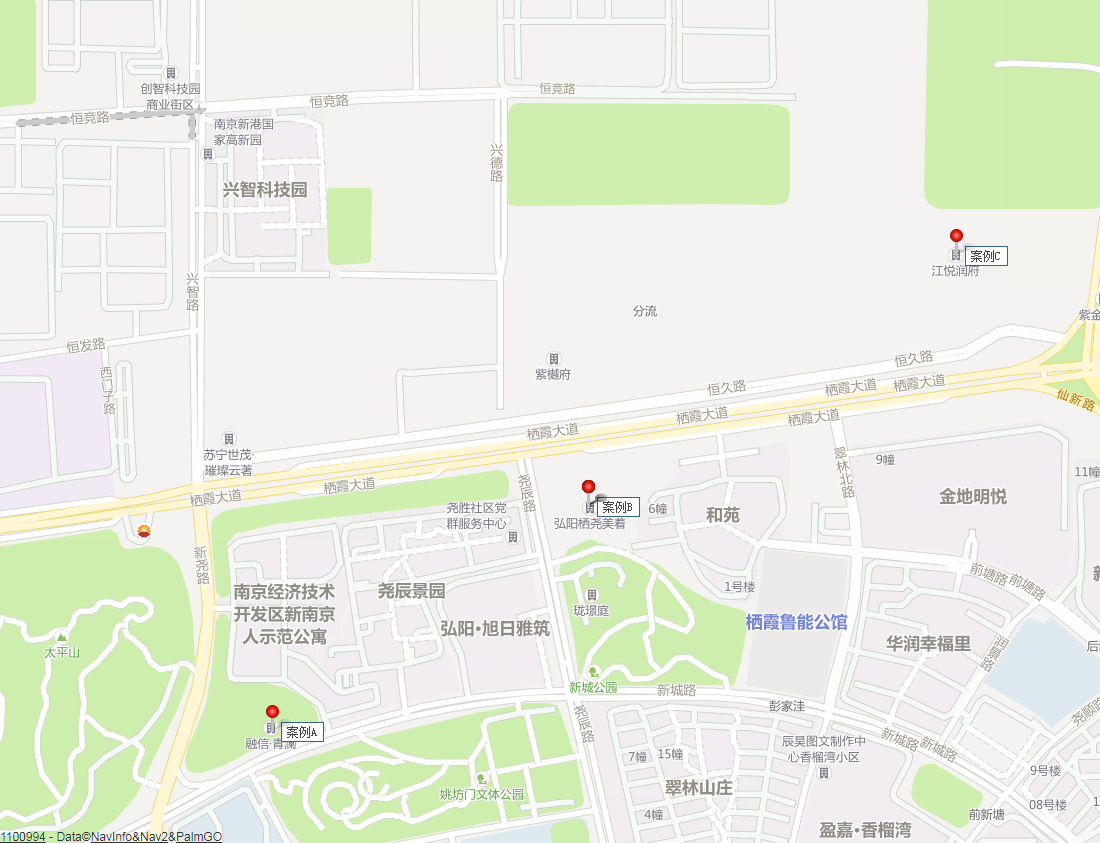 创智科技园
商业街区
恒竞路
恒竞路
恒竞路
南京新港国
家高新园
兴德路
兴智科技园
案例C
江悦润府
兴智路
分流
紫金
恒发路
西门子路
紫樾府
恒久路
恒久路
栖霞大道
栖霞大道
仙新路
栖霞大道
栖霞大道
栖霞大道
苏宁世茂·
璀璨云著
栖霞大道
栖霞大道
翠林北路
9幢
11幢
金地明悦
尧辰路
案例B
弘阳栖尧美着
6幢
和苑
尧胜社区党
群服务中心
新尧路
前塘路
前塘路
南京经济技术
开发区新南京
人示范公寓
尧辰景园
1号楼
珑璟庭
弘阳·旭日雅筑
栖霞鲁能公馆
华润幸福里
润景路
太平山
新城公园
新城路
彭家洼
尧顺路
案例A
融信·青澜
尧辰路
辰昊图文制作中
心香榴湾小区
新城路
新城路
7幢
15幢
翠林山庄
9号楼
姚坊门文体公园
4幢
08号楼
前新塘
盈嘉·香榴湾
1100994 - Data©NavInfo&Nav2&PalmGO